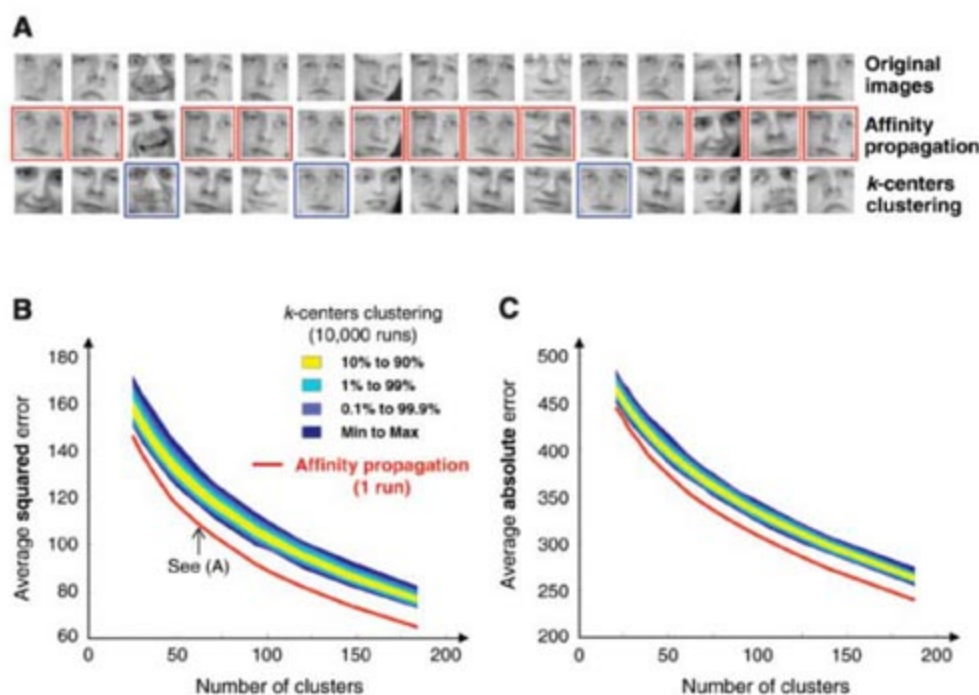 A
Original
images
Affinity
propagation
k-centers
clustering
B
k-centers clustering
(10,000 runs)
10% to 90%
1% to 99%
0.1% to 99.9%
Min to Max
Affinity propagation
(1 run)
See (A)
Average squared error
180
160
140
120
100
80
60
0 50 100 150 200
Number of clusters
C
Average absolute error
500
450
400
350
300
250
200
0 50 100 150 200
Number of clusters